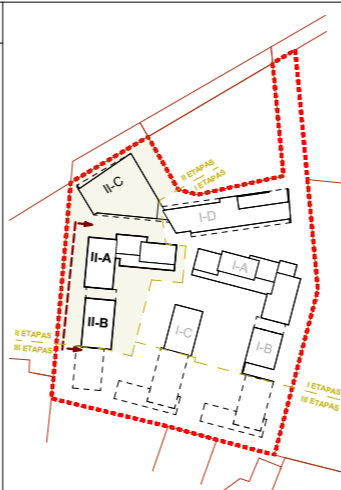 II-C
II ETAPAS
I ETAPAS
I-D
II-A
I-A
II-B
I-C
I-B
II ETAPAS
III ETAPAS
I ETAPAS
III ETAPAS